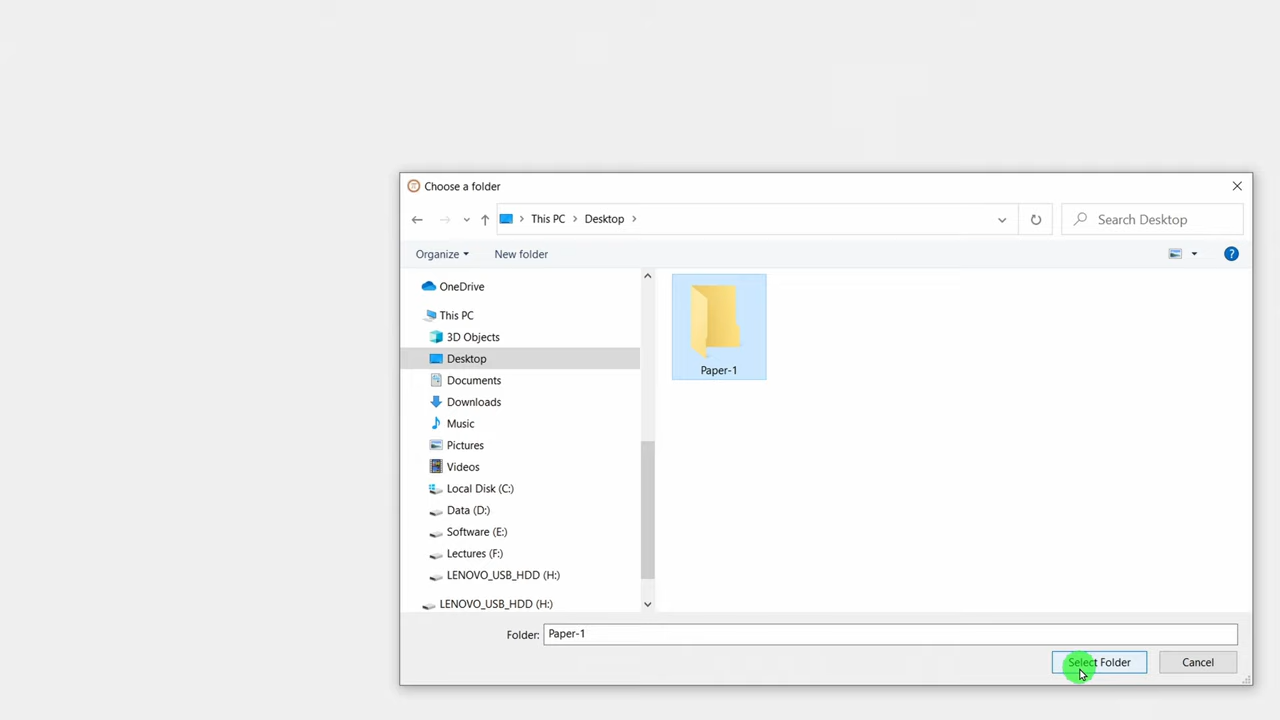 Choose a folder
This PC Desktop
Search Desktop
Organize New folder
OneDrive
This PC
3D Objects
Desktop
Documents
Downloads
Music
Pictures
Videos
Local Disk (C:)
Data (D:)
Software (E:)
Lectures (F:)
LENOVO_USB_HDD (H:)
LENOVO_USB_HDD (H:)
Paper-1
Folder: Paper-1
Select Folder Cancel